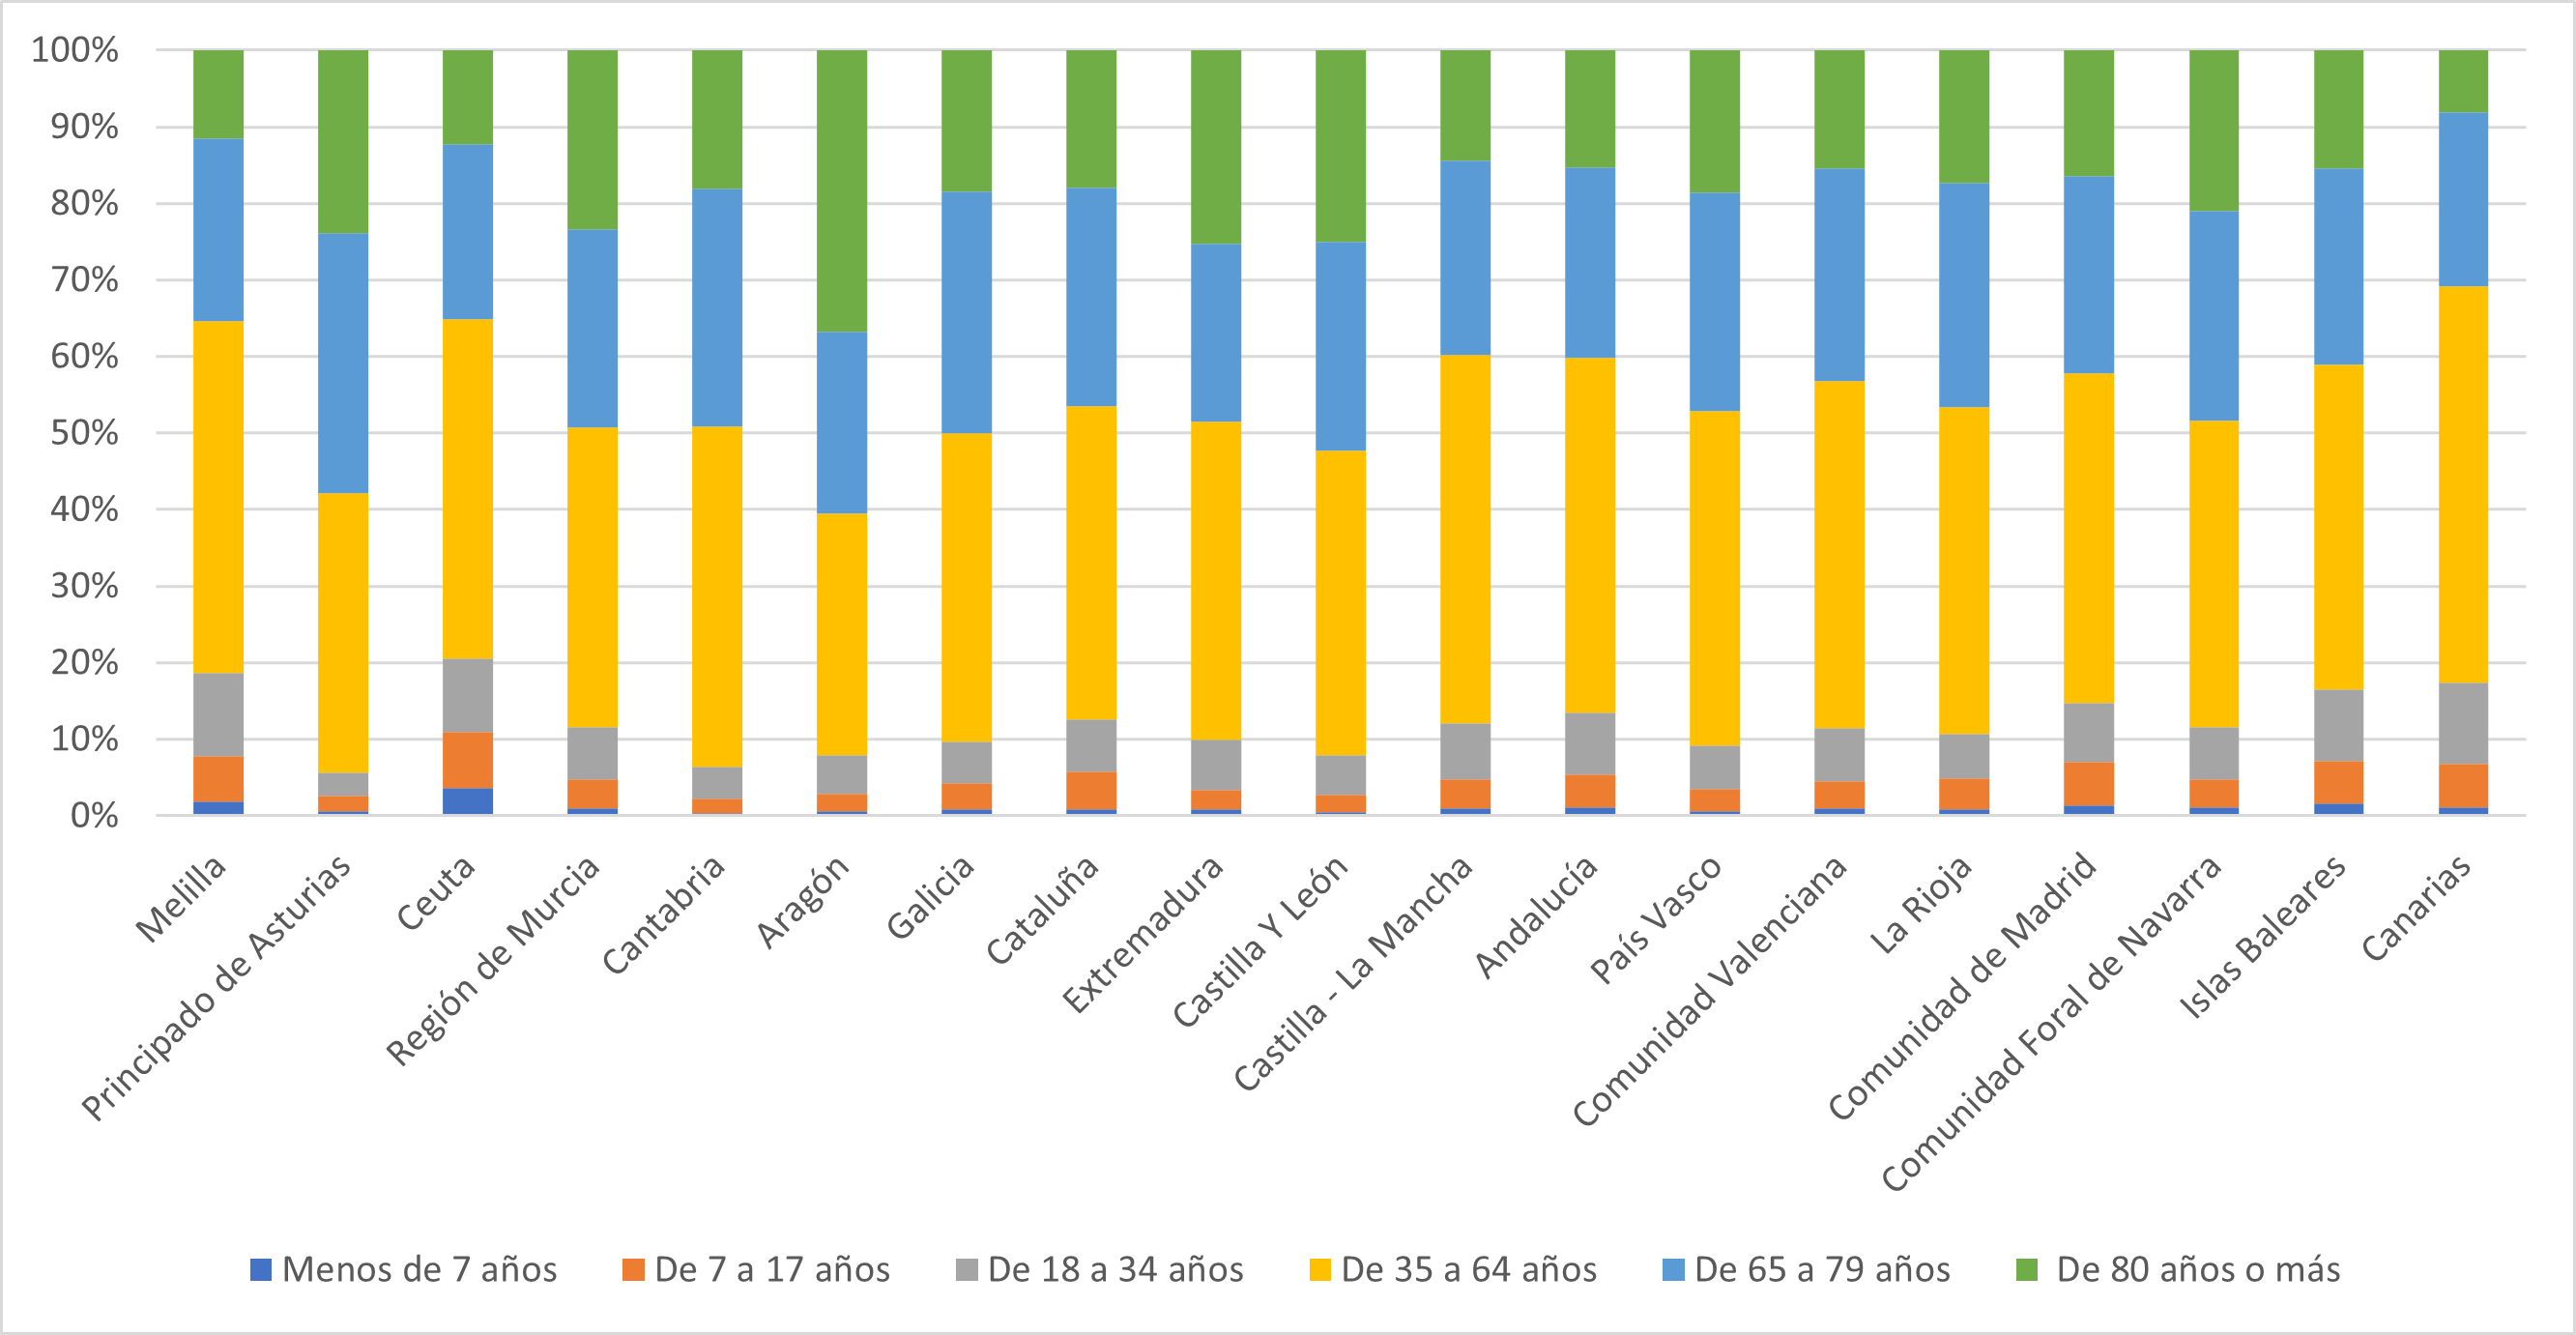 100%
90%
80%
70%
60%
50%
40%
30%
20%
10%
0%
Melilla
Principado de Asturias
Ceuta
Región de Murcia
Cantabria
Aragón
Galicia
Cataluña
Extremadura
Castilla Y León
Castilla - La Mancha
Andalucía
País Vasco
Comunidad Valenciana
La Rioja
Comunidad de Madrid
Comunidad Foral de Navarra
Islas Baleares
Canarias
Menos de 7 años
De 7 a 17 años
De 18 a 34 años
De 35 a 64 años
De 65 a 79 años
De 80 años o más